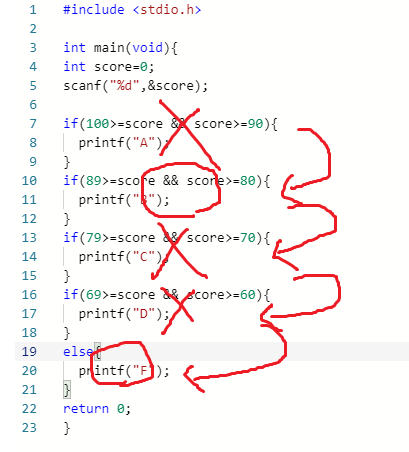 1 #include <stdio.h>
2
3 int main(void){
4 int score=0;
5 scanf("%d",&score);
6
7 if(100>=score && score>=90){
8 printf("A");
9 }
10 if(89>=score && score>=80){
11 printf("B");
12 }
13 if(79>=score && score>=70){
14 printf("C");
15 }
16 if(69>=score && score>=60){
17 printf("D");
18 }
19 else{
20 printf("F");
21 }
22 return 0;
23 }